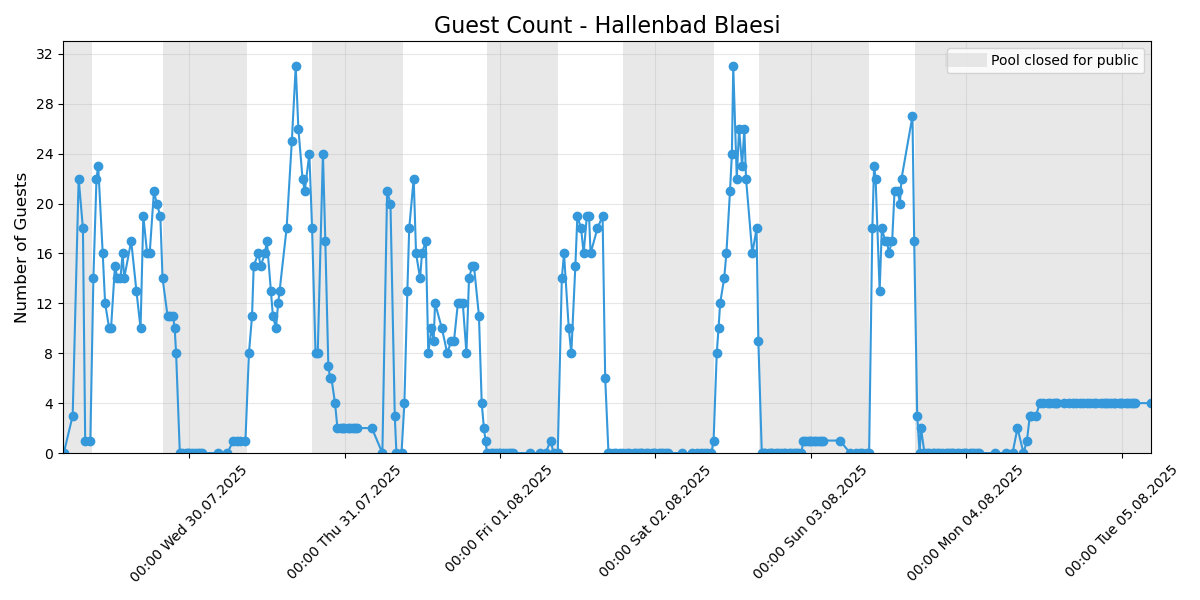 Guest Count - Hallenbad Blaesi
Pool closed for public
Number of Guests
32
28
24
20
16
12
8
4
0
00:00 Wed 30.07.2025
00:00 Thu 31.07.2025
00:00 Fri 01.08.2025
00:00 Sat 02.08.2025
00:00 Sun 03.08.2025
00:00 Mon 04.08.2025
00:00 Tue 05.08.2025